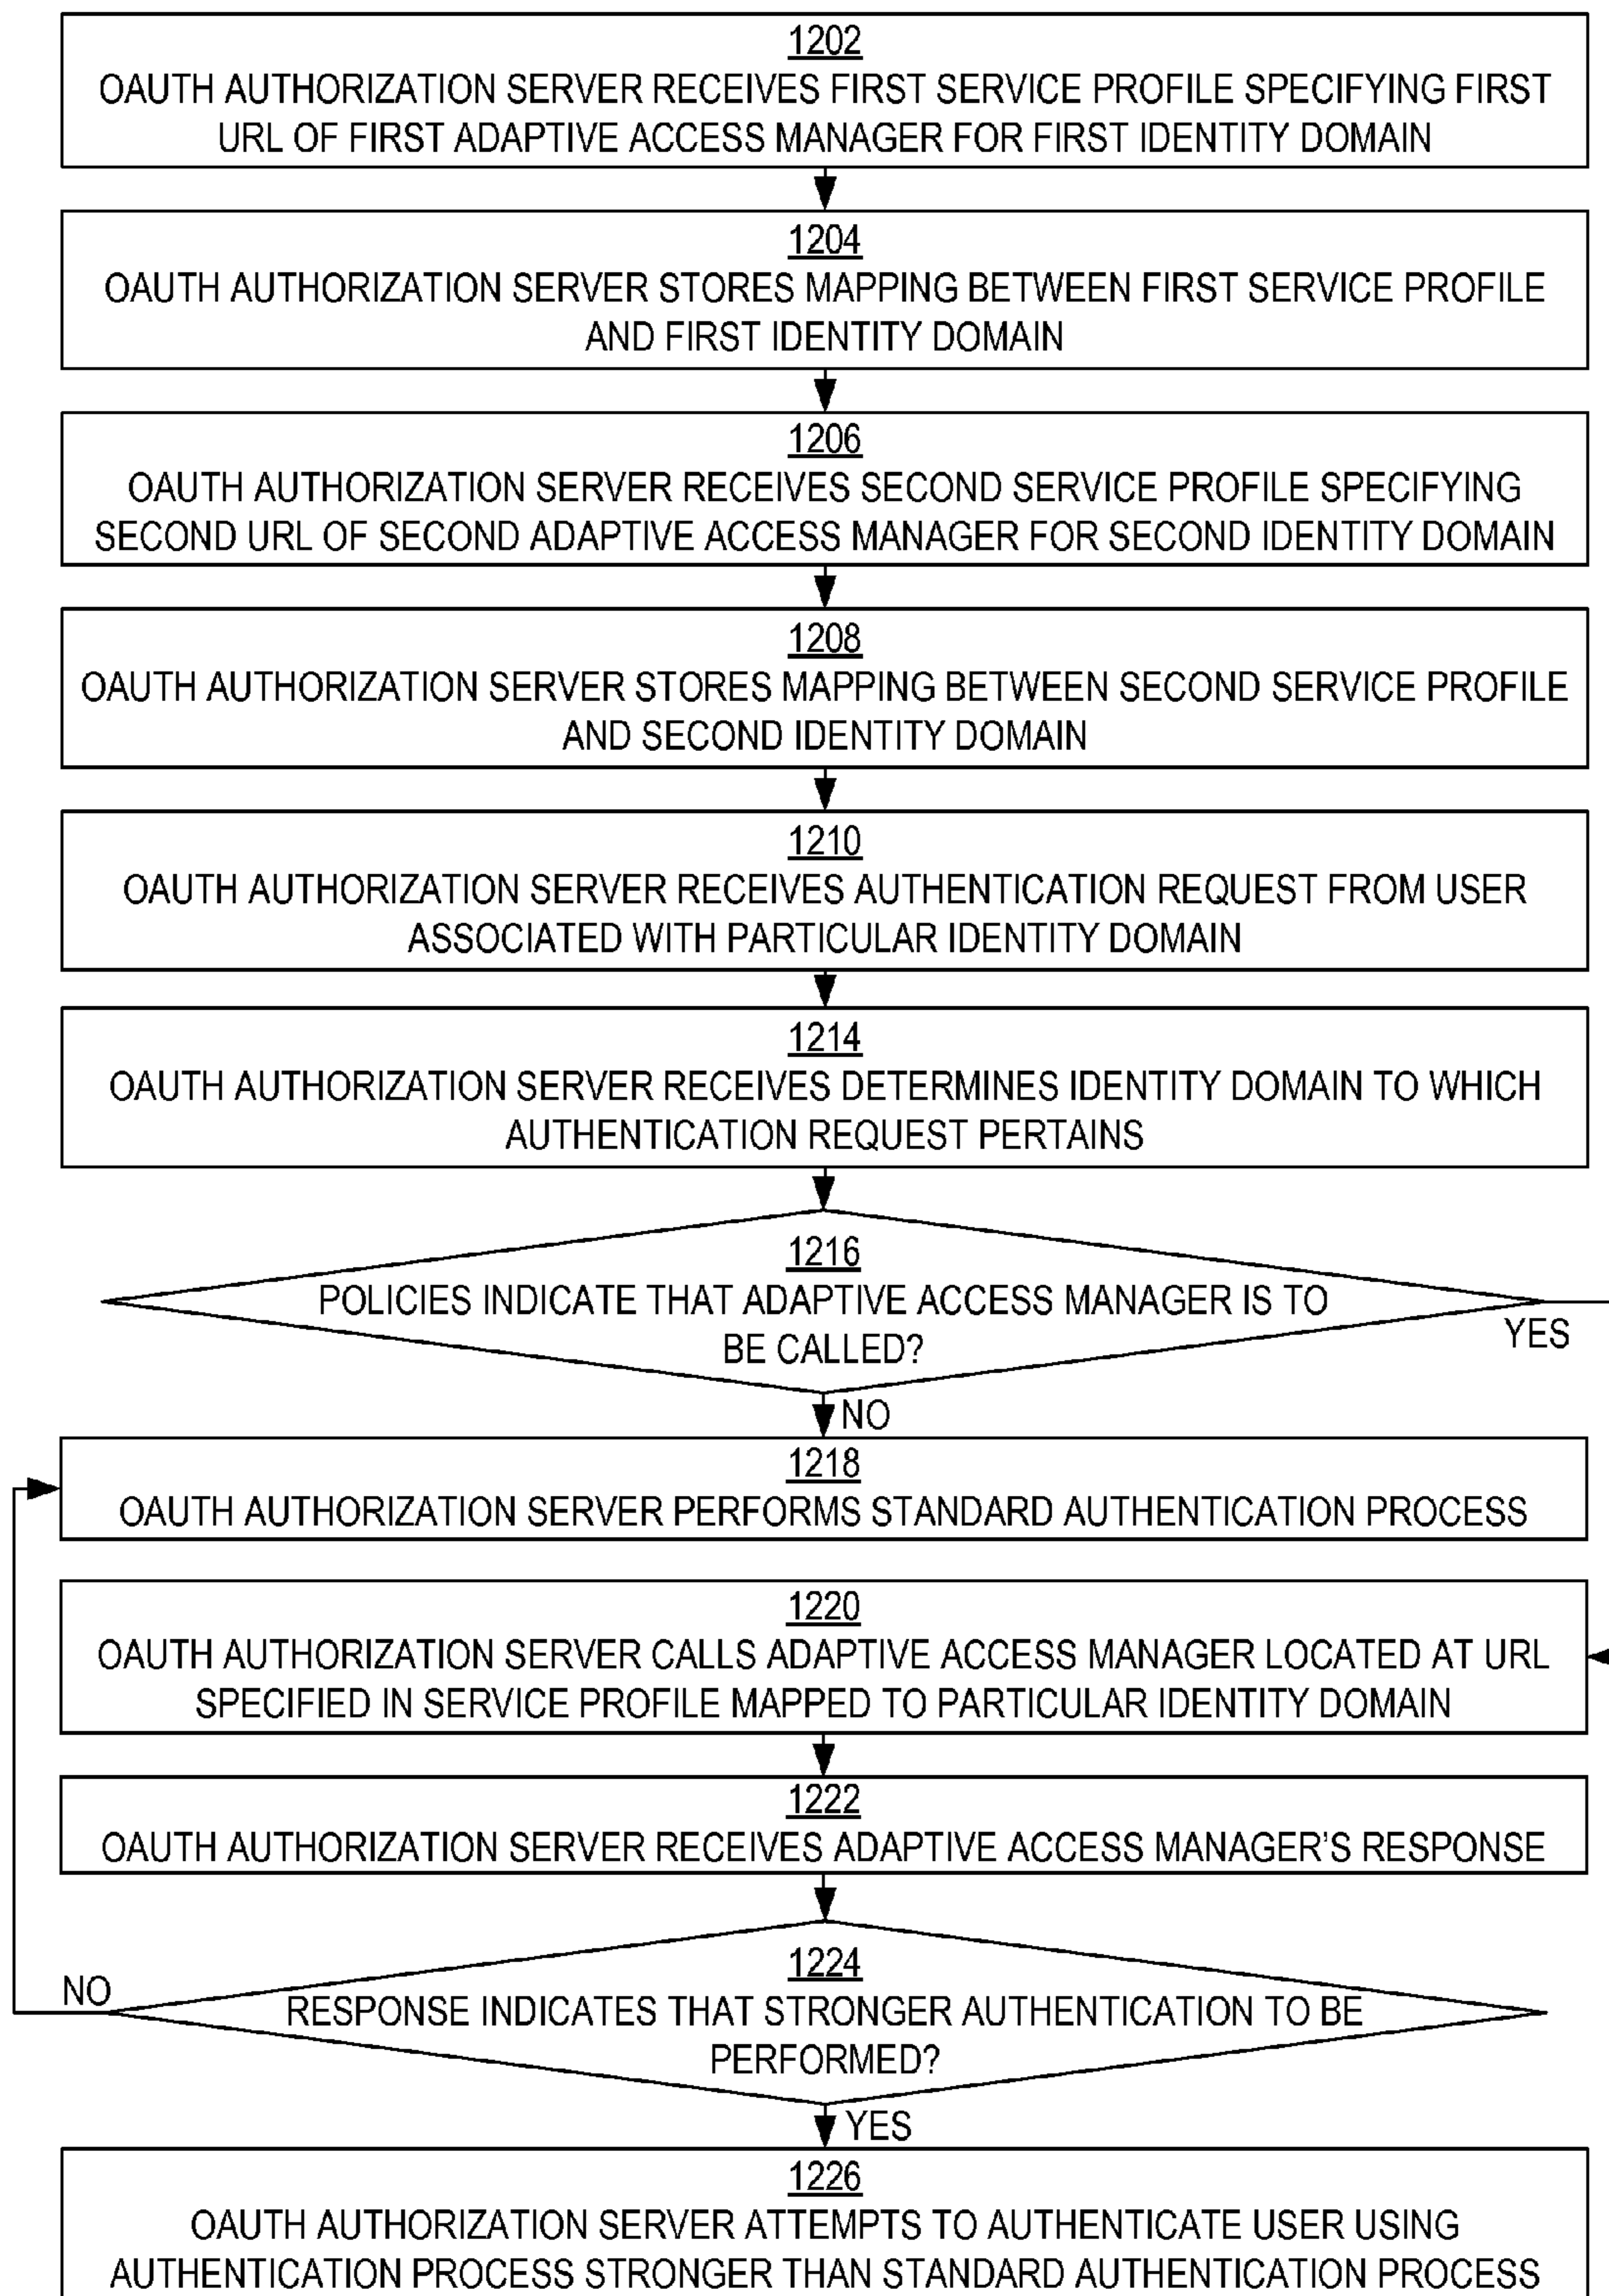 1202
OAUTH AUTHORIZATION SERVER RECEIVES FIRST SERVICE PROFILE SPECIFYING FIRST
URL OF FIRST ADAPTIVE ACCESS MANAGER FOR FIRST IDENTITY DOMAIN
1204
OAUTH AUTHORIZATION SERVER STORES MAPPING BETWEEN FIRST SERVICE PROFILE
AND FIRST IDENTITY DOMAIN
1206
OAUTH AUTHORIZATION SERVER RECEIVES SECOND SERVICE PROFILE SPECIFYING
SECOND URL OF SECOND ADAPTIVE ACCESS MANAGER FOR SECOND IDENTITY DOMAIN
1208
OAUTH AUTHORIZATION SERVER STORES MAPPING BETWEEN SECOND SERVICE PROFILE
AND SECOND IDENTITY DOMAIN
1210
OAUTH AUTHORIZATION SERVER RECEIVES AUTHENTICATION REQUEST FROM USER
ASSOCIATED WITH PARTICULAR IDENTITY DOMAIN
1214
OAUTH AUTHORIZATION SERVER RECEIVES DETERMINES IDENTITY DOMAIN TO WHICH
AUTHENTICATION REQUEST PERTAINS
1216
POLICIES INDICATE THAT ADAPTIVE ACCESS MANAGER IS TO
BE CALLED?
YES
NO
1218
OAUTH AUTHORIZATION SERVER PERFORMS STANDARD AUTHENTICATION PROCESS
1220
OAUTH AUTHORIZATION SERVER CALLS ADAPTIVE ACCESS MANAGER LOCATED AT URL
SPECIFIED IN SERVICE PROFILE MAPPED TO PARTICULAR IDENTITY DOMAIN
1222
OAUTH AUTHORIZATION SERVER RECEIVES ADAPTIVE ACCESS MANAGER'S RESPONSE
1224
NO
RESPONSE INDICATES THAT STRONGER AUTHENTICATION TO BE
PERFORMED?
YES
1226
OAUTH AUTHORIZATION SERVER ATTEMPTS TO AUTHENTICATE USER USING
AUTHENTICATION PROCESS STRONGER THAN STANDARD AUTHENTICATION PROCESS